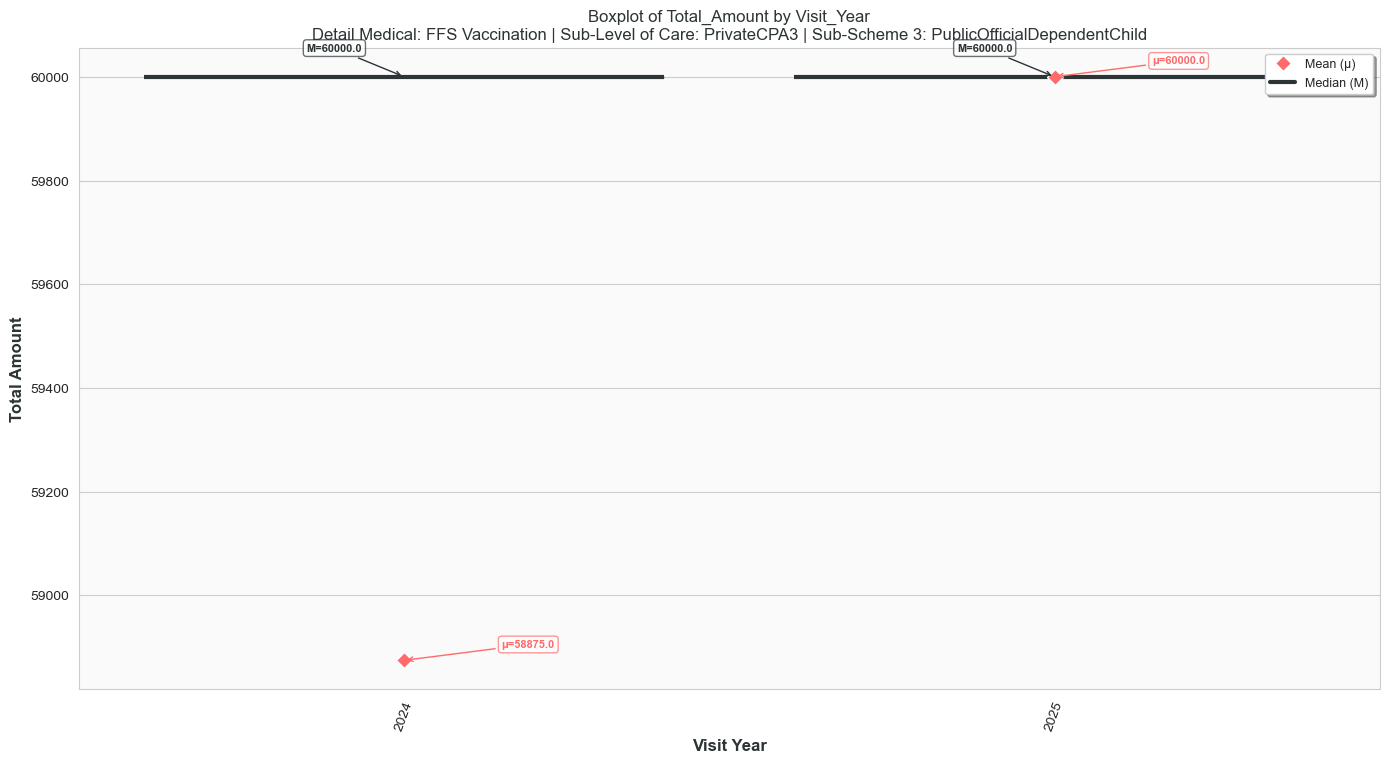 Boxplot of Total_Amount by Visit_Year
Detail Medical: FFS Vaccination | Sub-Level of Care: PrivateCPA3 | Sub-Scheme 3: PublicOfficialDependentChild
M=60000.0
M=60000.0
μ=60000.0
Mean (μ)
Median (M)
60000
59800
59600
59400
59200
59000
Total Amount
μ=58875.0
2024
2025
Visit Year